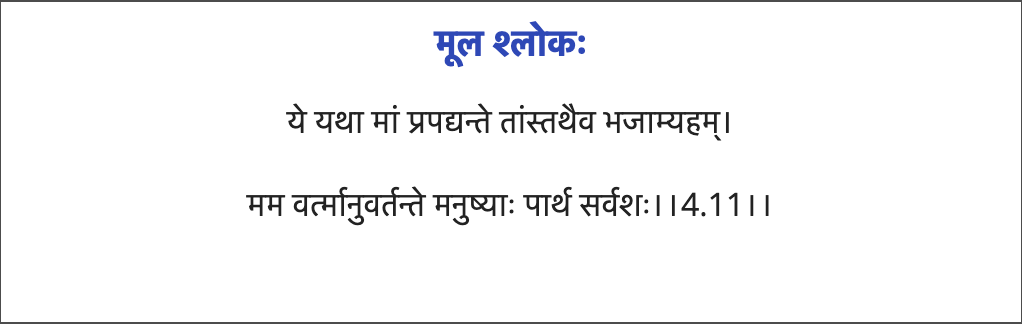 मूल श्लोकः
ये यथा मां प्रपद्यन्ते तांस्तथैव भजाम्यहम्।
मम वर्त्मानुवर्तन्ते मनुष्याः पार्थ सर्वशः।।4.11।।